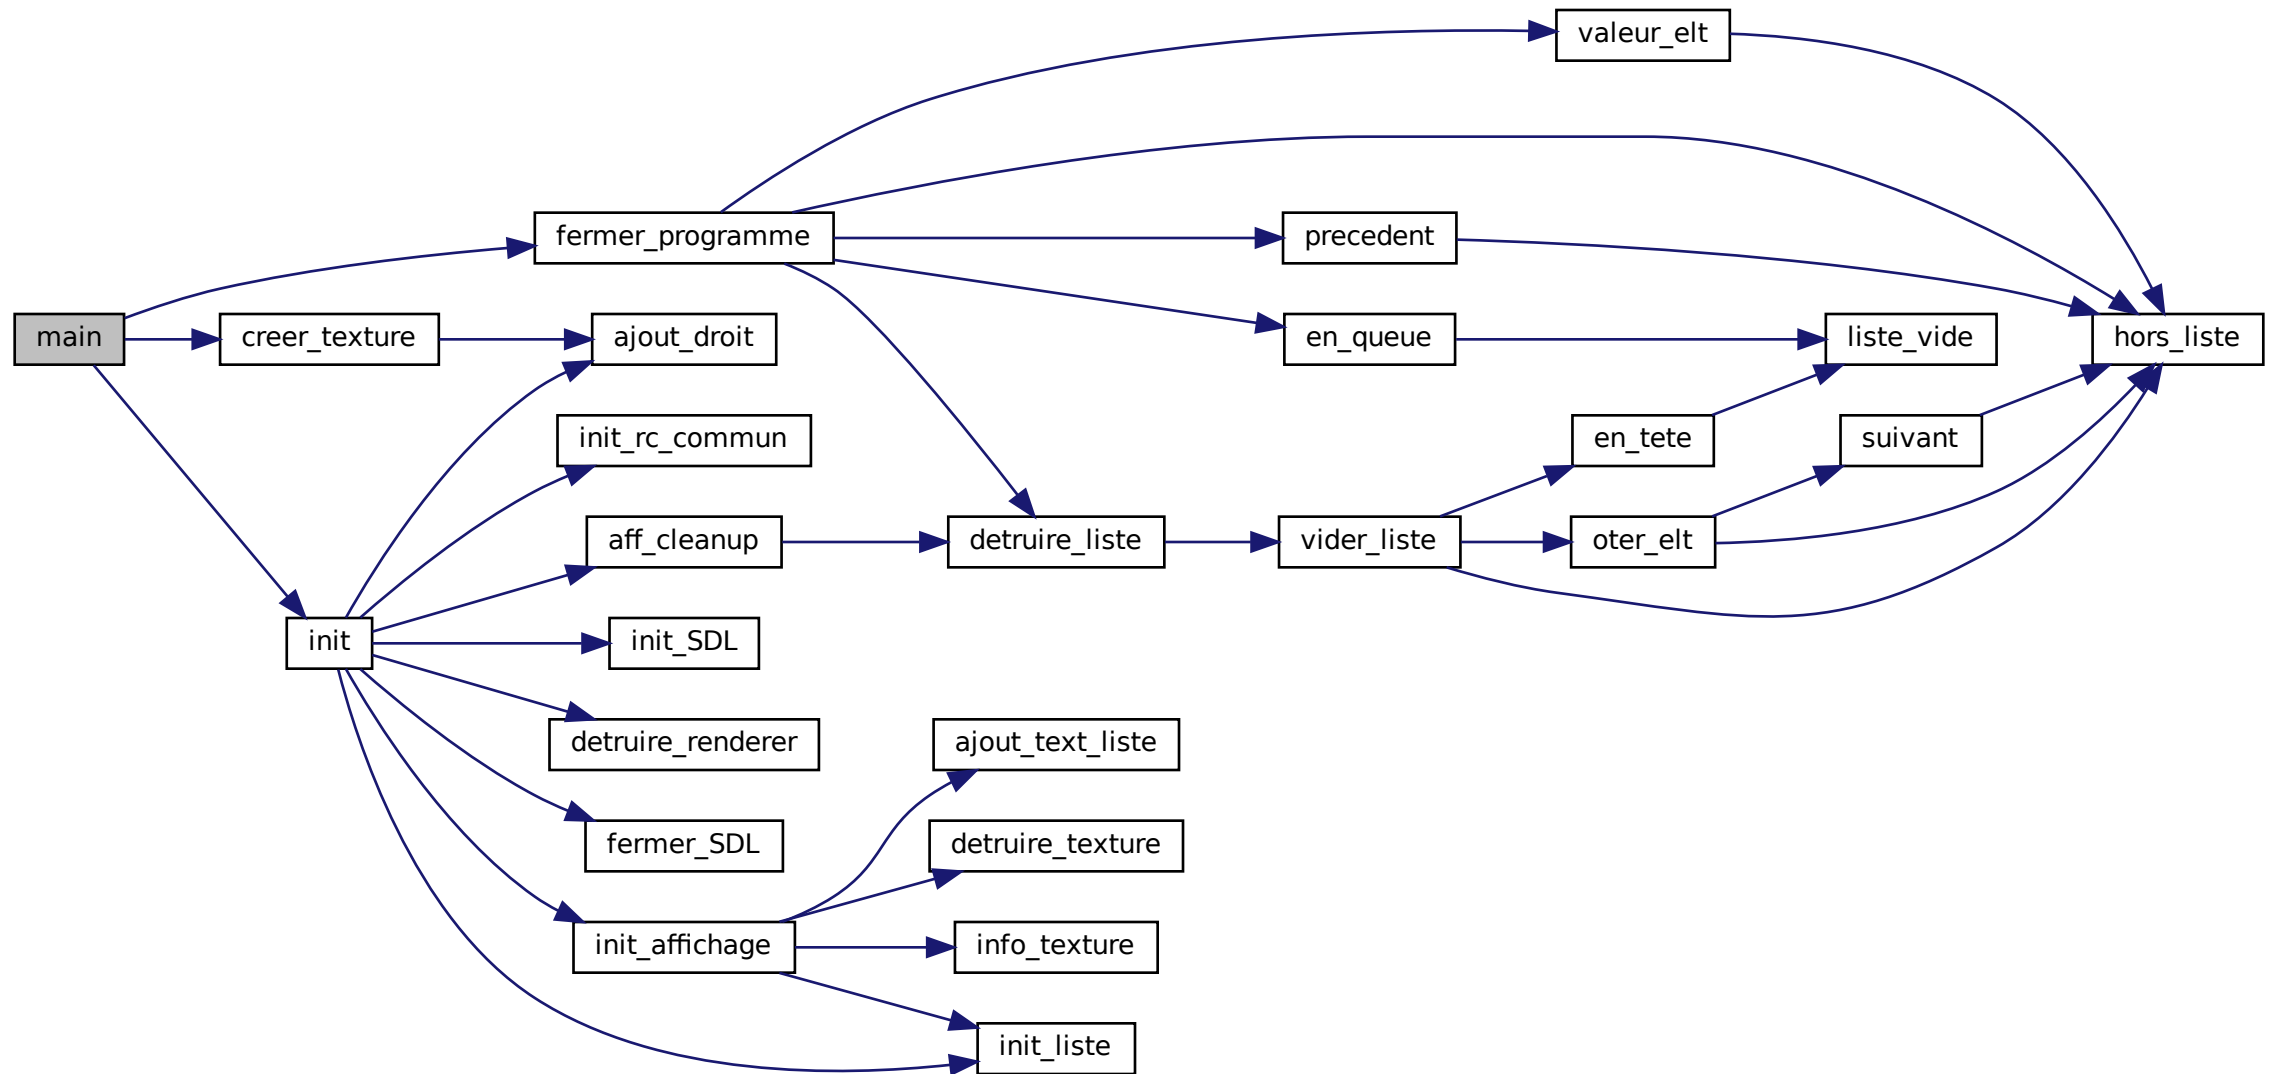 valeur_elt
fermer_programme
precedent
main
creer_texture
ajout_droit
en_queue
liste_vide
hors_liste
init_rc_commun
en_tete
suivant
aff_cleanup
detruire_liste
vider_liste
oter_elt
init
init_SDL
detruire_renderer
ajout_text_liste
fermer_SDL
detruire_texture
init_affichage
info_texture
init_liste